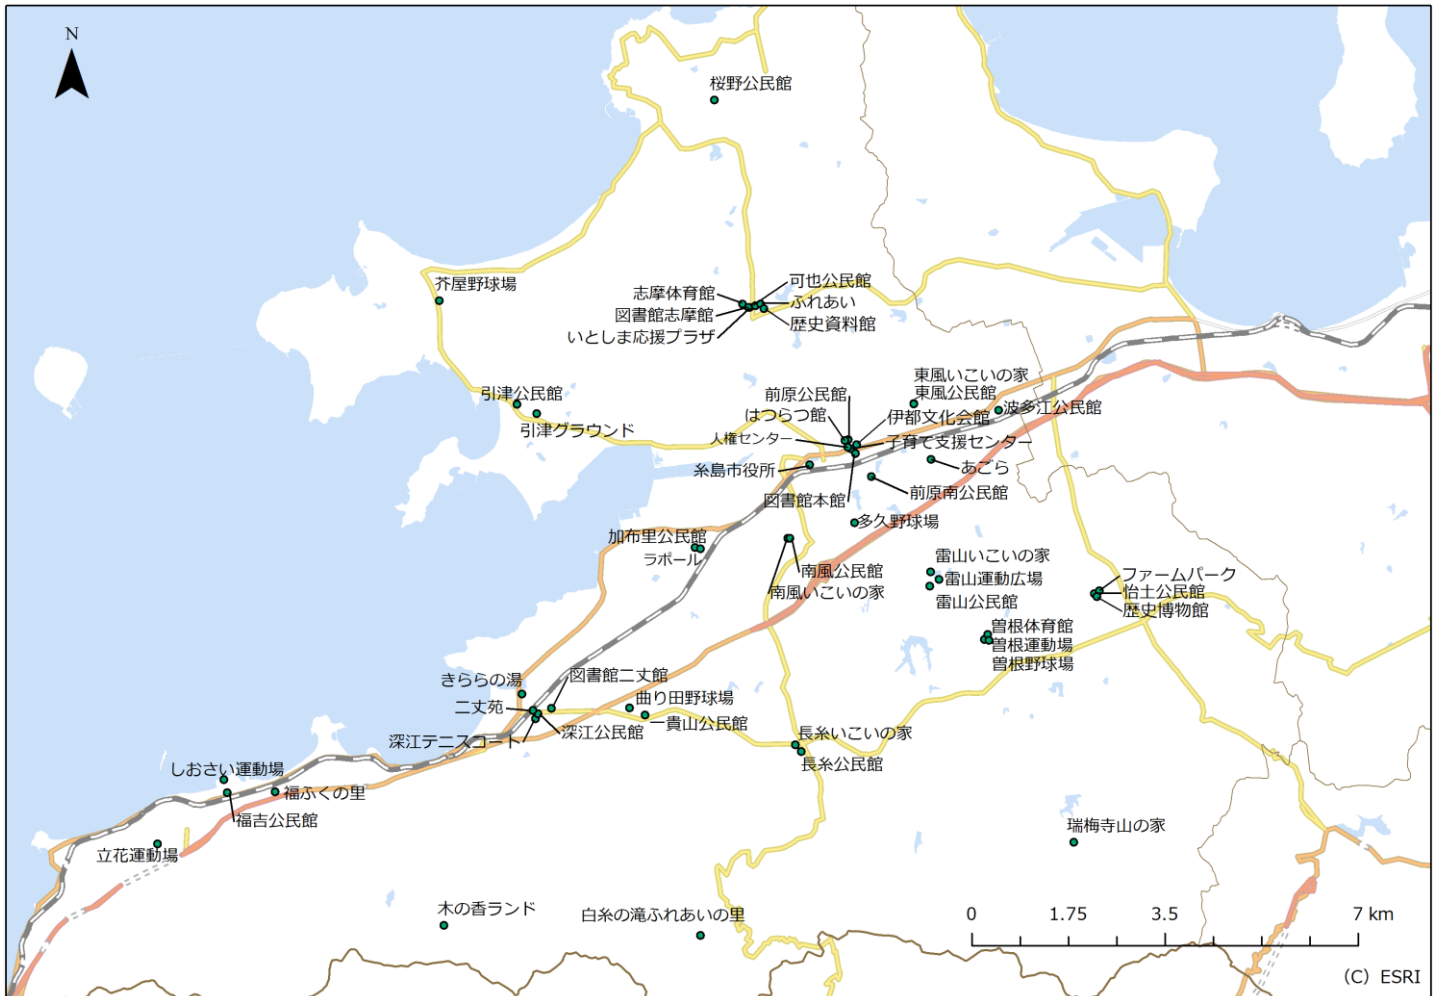 N
桜野公民館
芥屋野球場
可也公民館
志摩体育館
ふれあい
図書館志摩館
歴史資料館
いとしま応援プラザ
東風いこいの家
引津公民館
前原公民館
東風公民館
はつらつ館
伊都文化会館
波多江公民館
引津グラウンド
人権センター
子育て支援センター
糸島市役所
あごら
図書館本館
前原南公民館
多久野球場
加布里公民館
ラポール
南風公民館
南風いこいの家
雷山いこいの家
雷山運動広場
雷山公民館
ファームパーク
怡土公民館
歴史博物館
曽根体育館
曽根運動場
曽根野球場
きららの湯
図書館二丈館
二丈苑
曲り田野球場
一貴山公民館
深江テニスコート
深江公民館
長糸いこいの家
長糸公民館
しおさい運動場
福ふくの里
福吉公民館
立花運動場
瑞梅寺山の家
木の香ランド
白糸の滝ふれあいの里
0 1.75 3.5 7 km
(C) ESRI